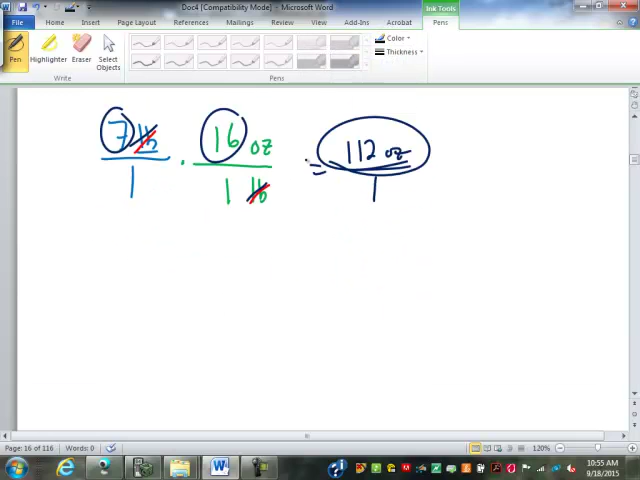 Doc4 [Compatibility Mode] - Microsoft Word
Ink Tools
File Home Insert Page Layout References Mailings Review View Add-Ins Acrobat Pens
Pen Highlighter Eraser Select Objects
Color
Thickness
Write Pens
7 lb 16 oz = 112 oz
1 · 1 lb 1
Page: 16 of 116 Words: 0 120%
10:55 AM
9/18/2015